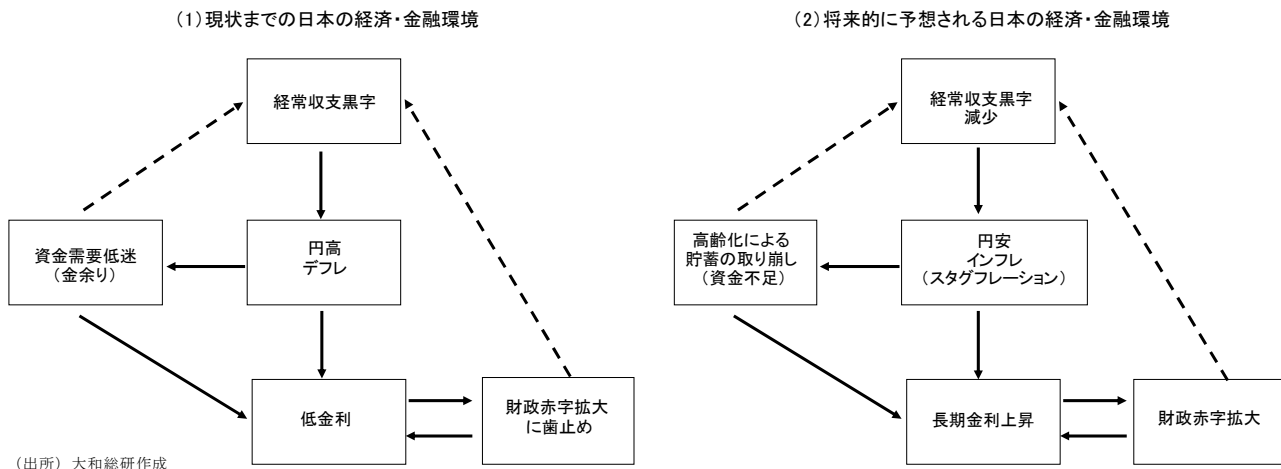 (1)現状までの日本の経済・金融環境
経常収支黒字
資金需要低迷
(金余り)
円高
デフレ
低金利
財政赤字拡大
に歯止め
(出所) 大和総研作成
(2)将来的に予想される日本の経済・金融環境
経常収支黒字
減少
高齢化による
貯蓄の取り崩し
(資金不足)
円安
インフレ
(スタグフレーション)
長期金利上昇
財政赤字拡大